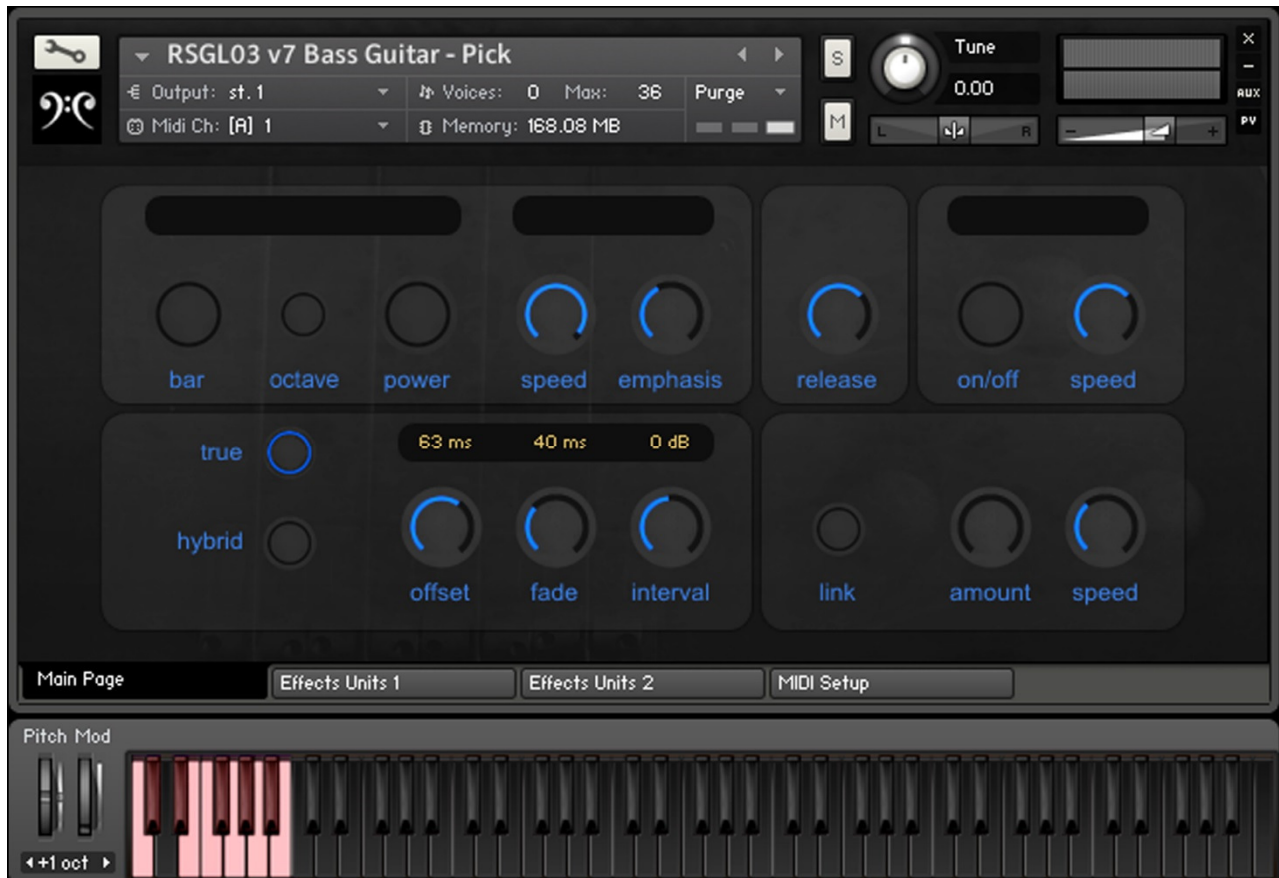 RSGL03 v7 Bass Guitar - Pick
Output: st. 1
Voices: 0 Max: 36
Purge
Midi Ch: [A] 1
Memory: 168.08 MB
S
M
Tune
0.00
L R
- +
×
-
AUX
PV
bar octave power speed emphasis release on/off speed
true
63 ms 40 ms 0 dB
hybrid
offset fade interval link amount speed
Main Page Effects Units 1 Effects Units 2 MIDI Setup
Pitch Mod
+1 oct